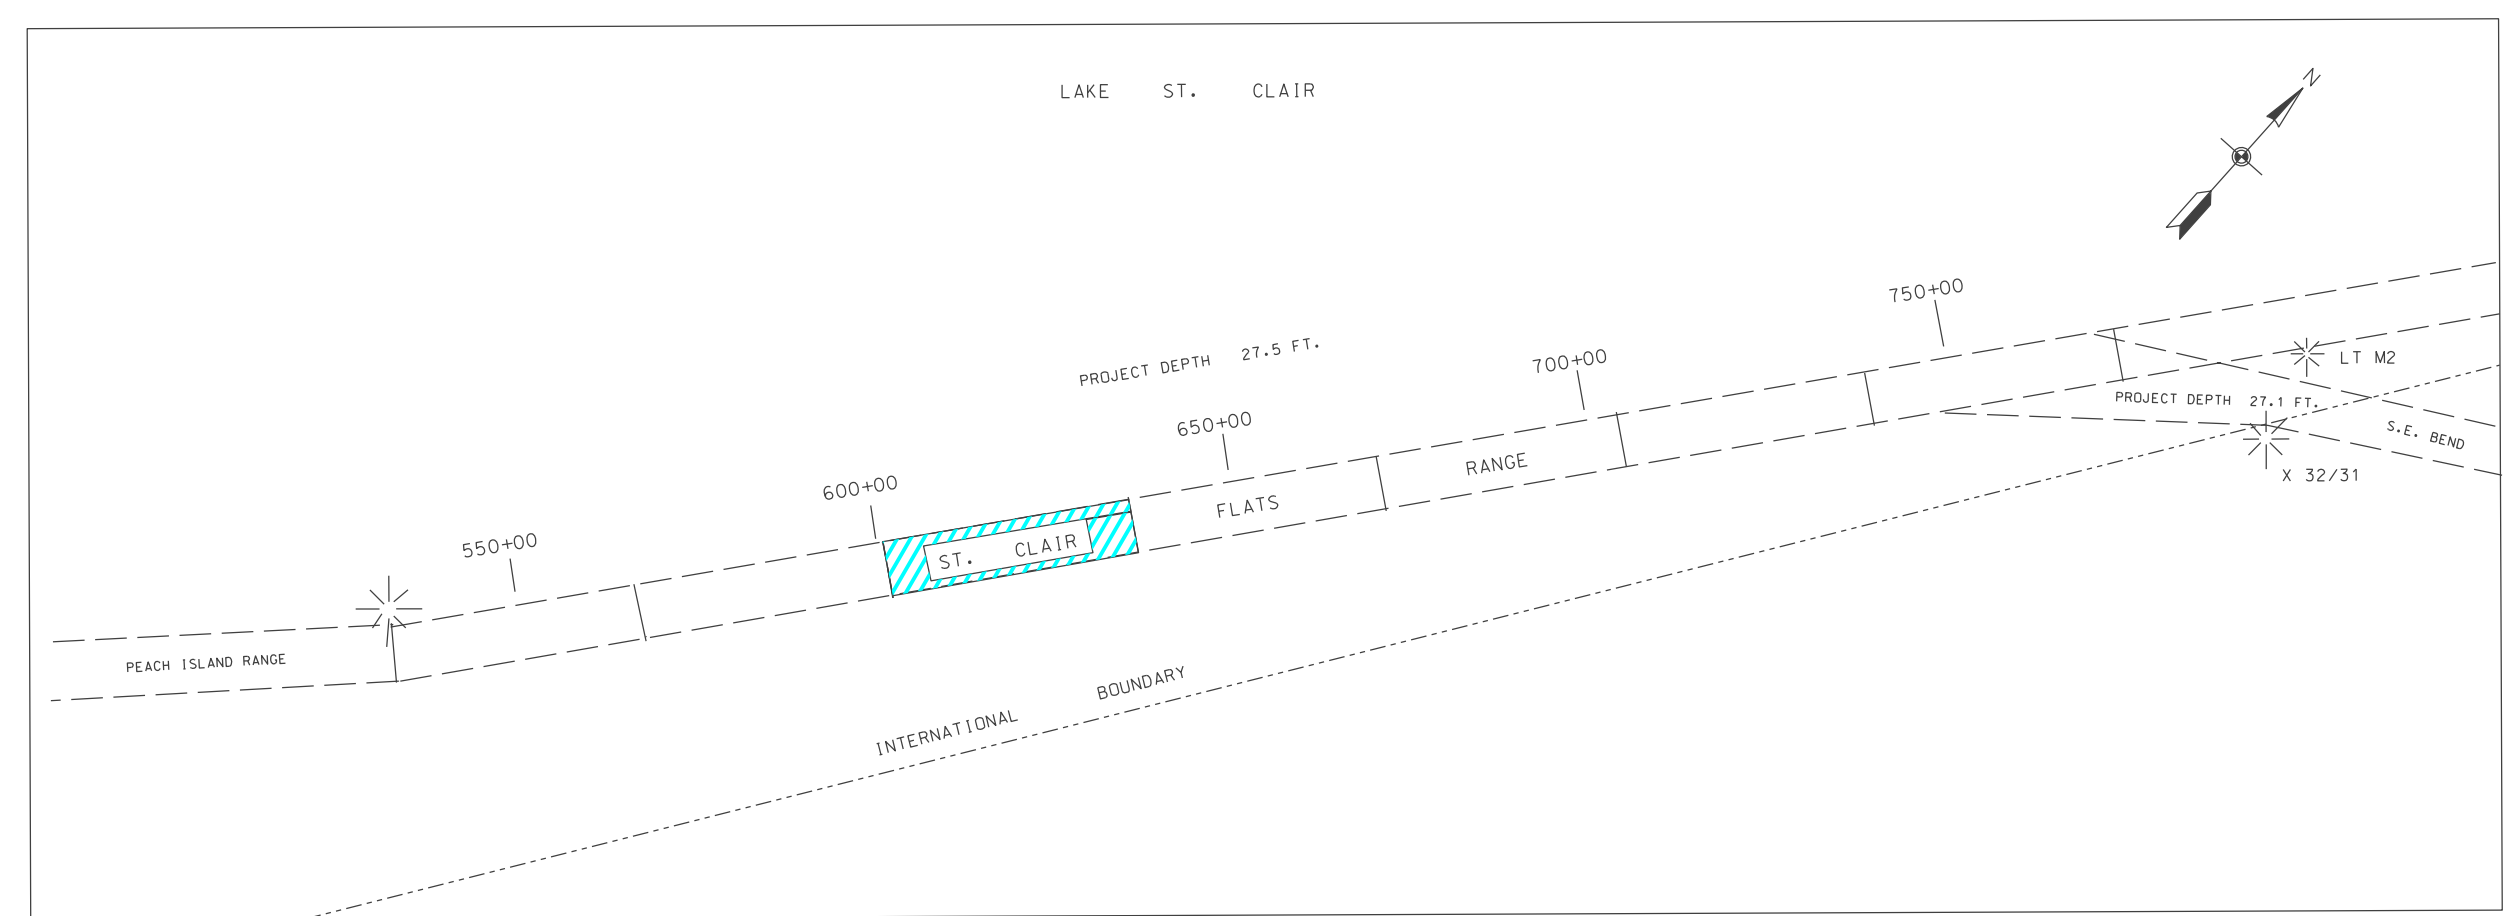 LAKE ST. CLAIR
N
750+00
PROJECT DEPTH 27.5 FT.
700+00
LT M2
PROJECT DEPTH 27.1 FT.
650+00
S.E. BEND
X 32/31
600+00
550+00
ST. CLAIR FLATS RANGE
PEACH ISLAND RANGE
INTERNATIONAL BOUNDARY